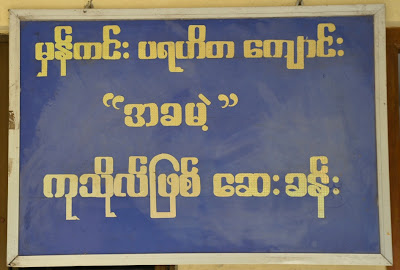 မှန်ကင်း ပရဟိတ ကျောင်း
“အခမဲ့”
ကုသိုလ်ဖြစ် ဆေးခန်း